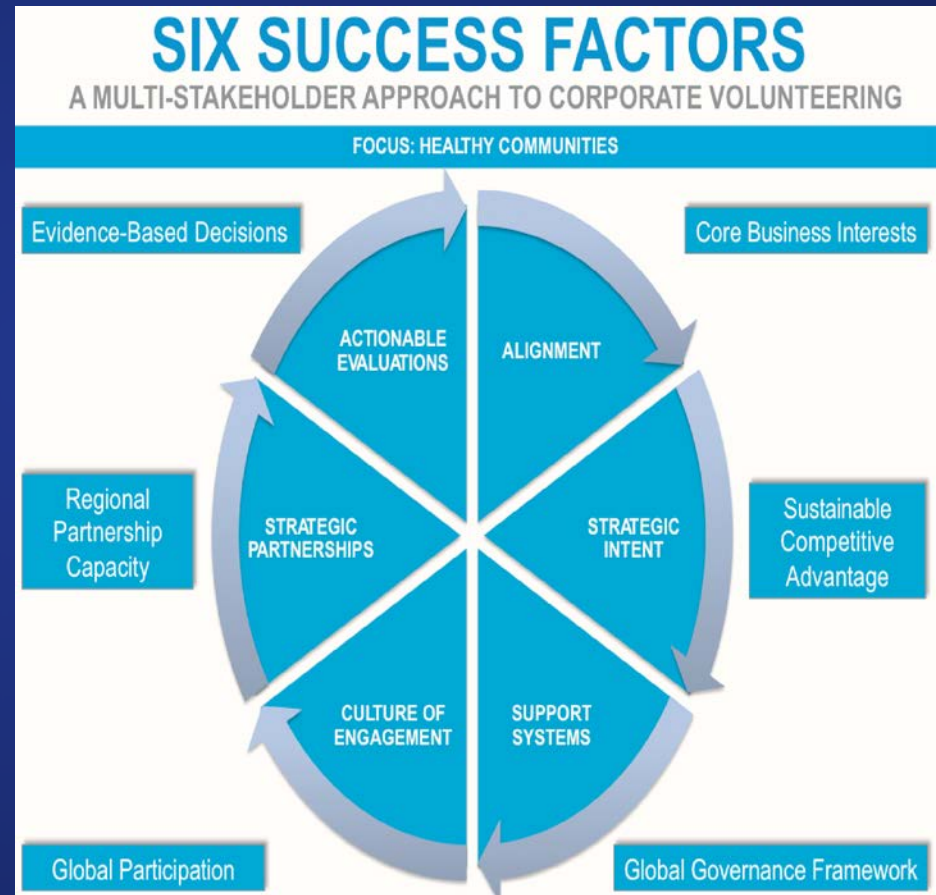 SIX SUCCESS FACTORS
A MULTI-STAKEHOLDER APPROACH TO CORPORATE VOLUNTEERING
FOCUS: HEALTHY COMMUNITIES
Evidence-Based Decisions
Core Business Interests
ACTIONABLE
EVALUATIONS
ALIGNMENT
Regional
Partnership
Capacity
STRATEGIC
PARTNERSHIPS
STRATEGIC
INTENT
Sustainable
Competitive
Advantage
CULTURE OF
ENGAGEMENT
SUPPORT
SYSTEMS
Global Participation
Global Governance Framework